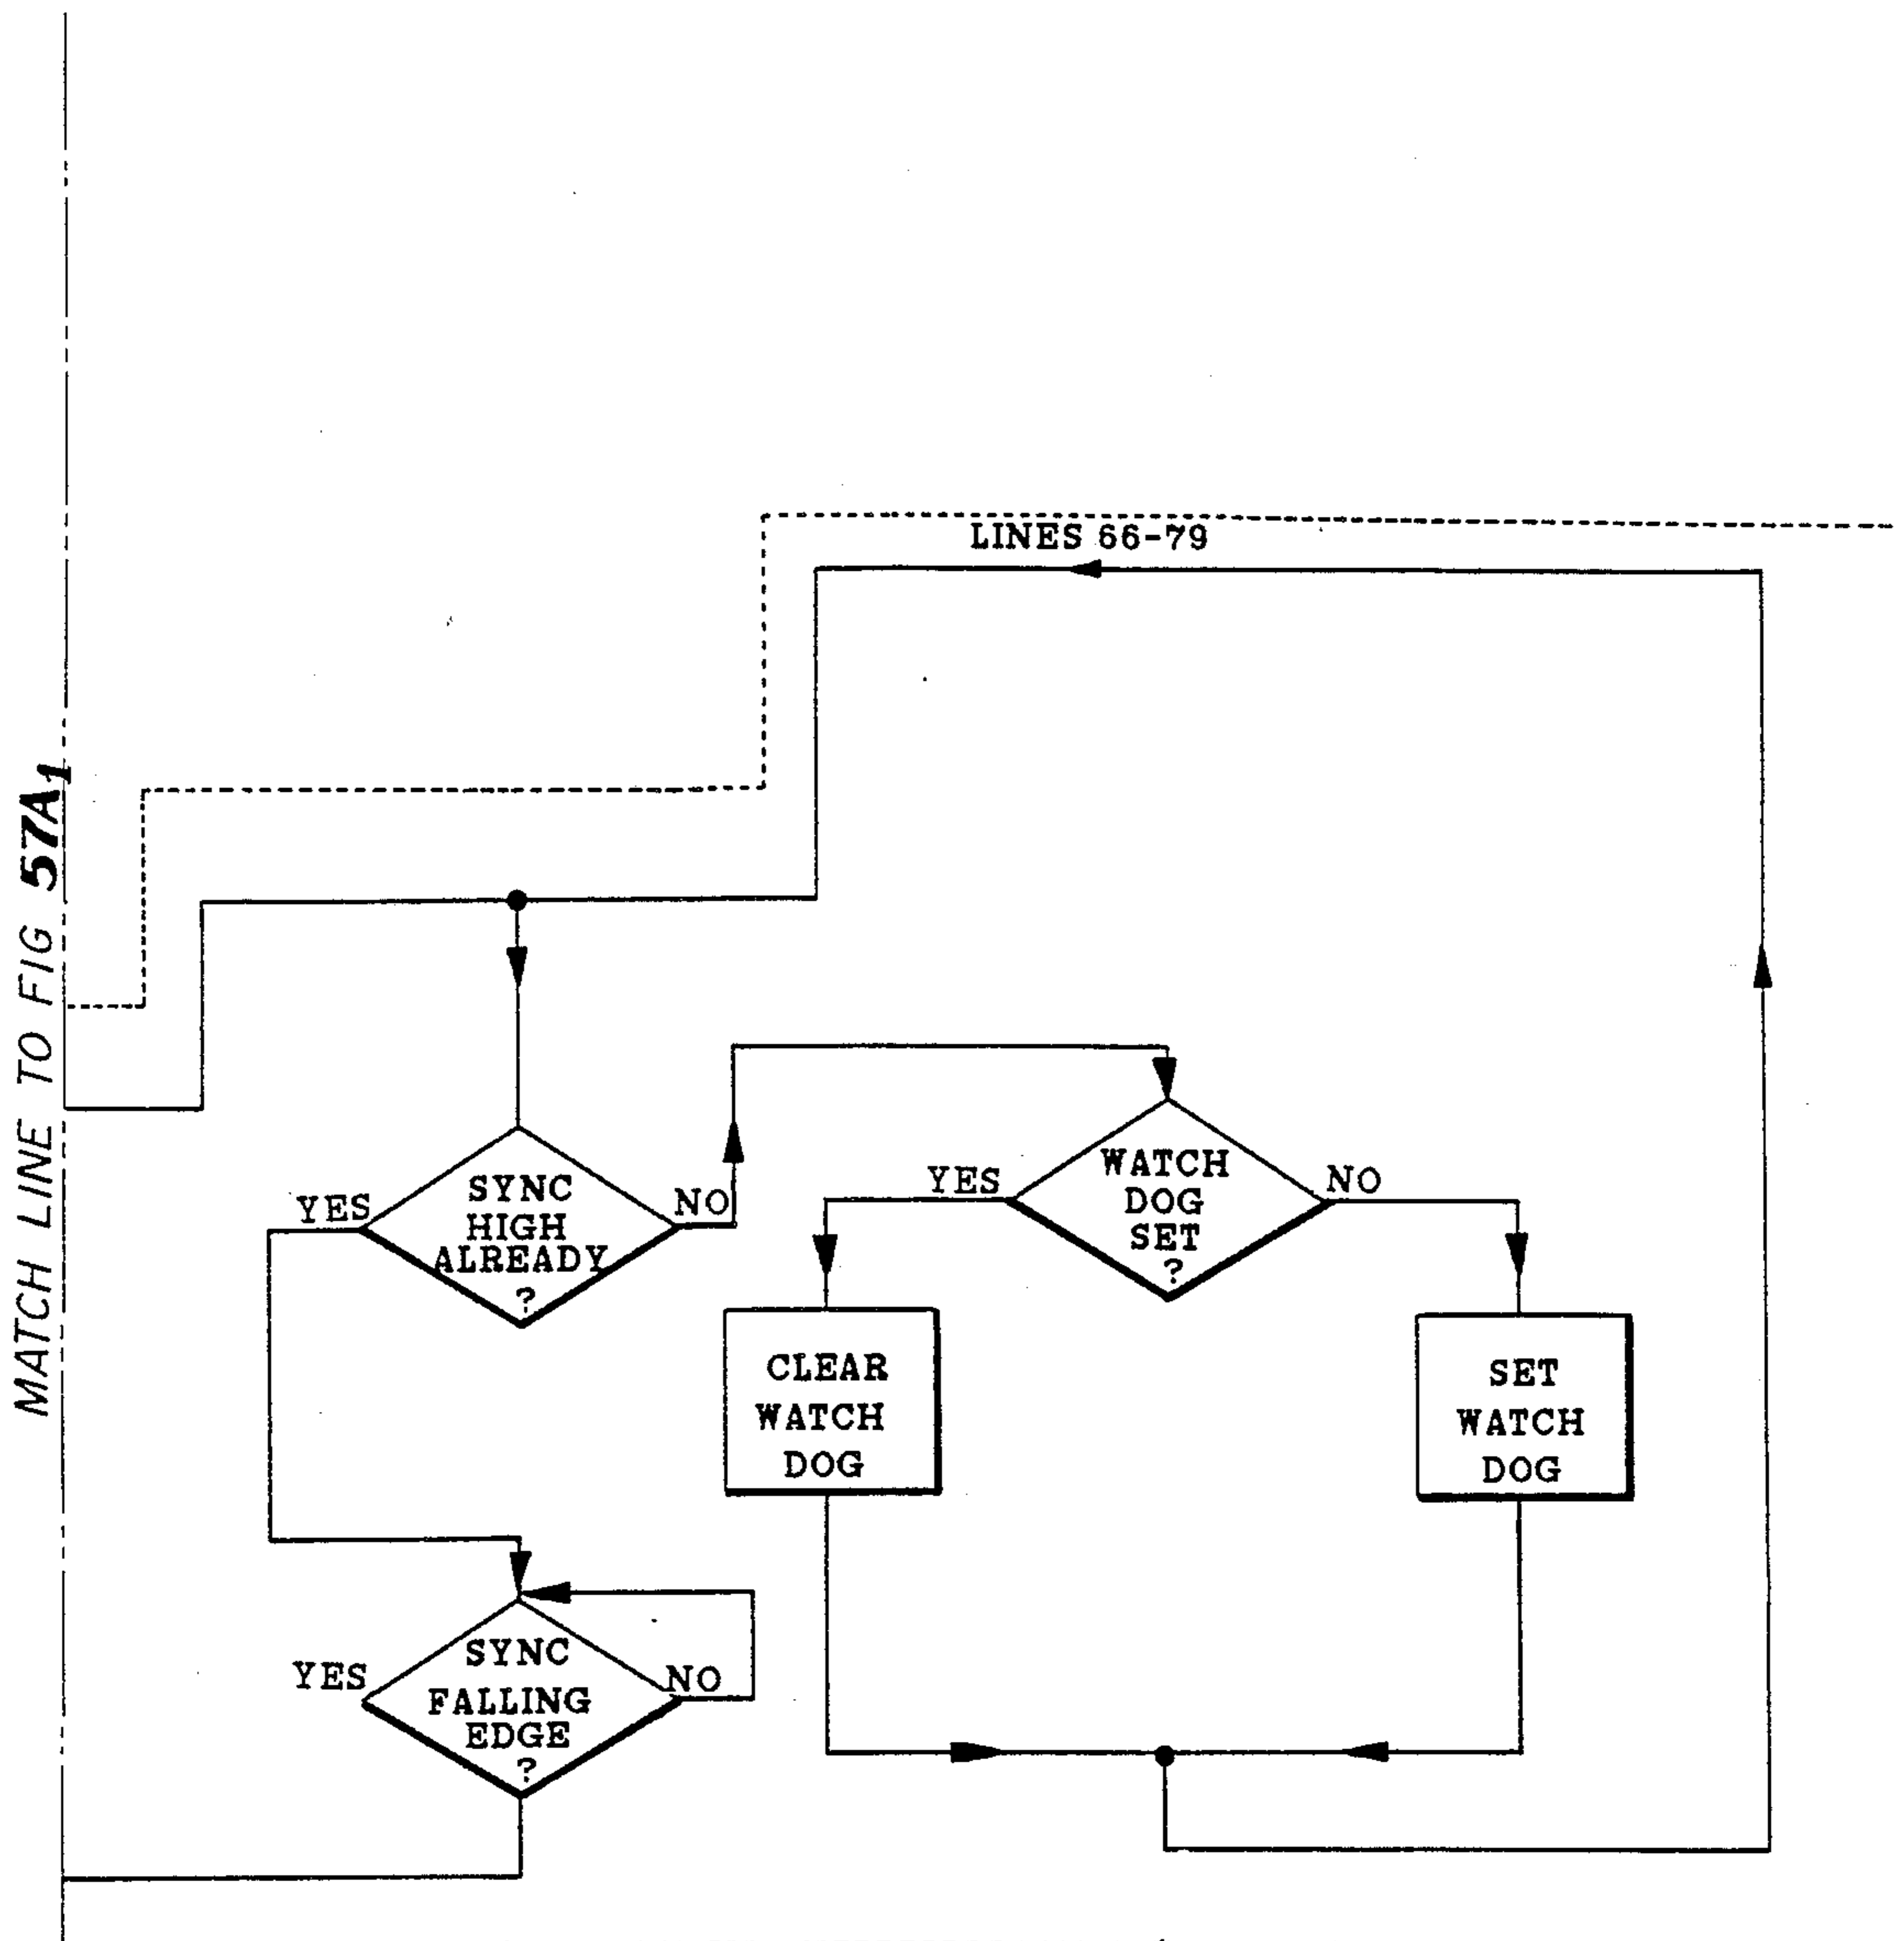 LINES 66-79
MATCH LINE TO FIG 57A1
SYNC
HIGH
ALREADY
?
YES
NO
WATCH
DOG
SET
?
YES
NO
CLEAR
WATCH
DOG
SET
WATCH
DOG
SYNC
FALLING
EDGE
?
YES
NO